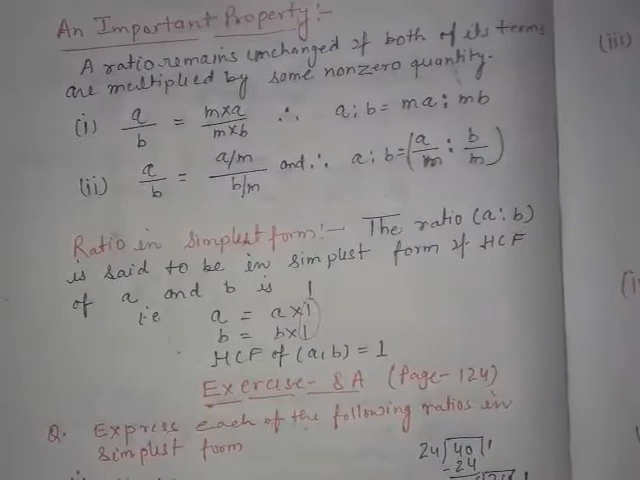 An Important Property:-
A ratio remains unchanged if both of its terms
are multiplied by same nonzero quantity.
(i) a/b = m×a/m×b ∴ a:b = ma:mb
(ii) a/b = a/m / b/m and ∴ a:b = (a/m : b/m)
Ratio in simplest form:- The ratio (a:b)
is said to be in simplest form if HCF
of a and b is 1
i.e a = a×1
b = b×1
HCF of (a,b) = 1
Exercise-8A (Page-124)
Q. Express each of the following ratios in
simplest form
24)40(1
-24
(iii)